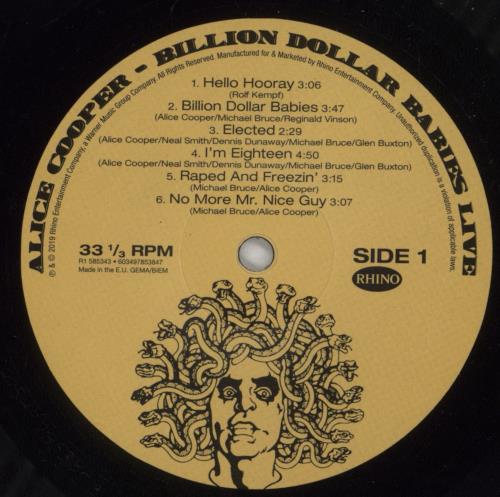 ALICE COOPER - BILLION DOLLAR BABIES LIVE
℗ & © 2019 Rhino Entertainment Company, a Warner Music Group Company. All Rights Reserved. Manufactured for & Marketed by Rhino Entertainment Company. Unauthorized duplication is a violation of applicable laws.
1. Hello Hooray 3:06
(Rolf Kempf)
2. Billion Dollar Babies 3:47
(Alice Cooper/Michael Bruce/Reginald Vinson)
3. Elected 2:29
(Alice Cooper/Neal Smith/Dennis Dunaway/Michael Bruce/Glen Buxton)
4. I'm Eighteen 4:50
(Alice Cooper/Neal Smith/Dennis Dunaway/Michael Bruce/Glen Buxton)
5. Raped And Freezin' 3:15
(Michael Bruce/Alice Cooper)
6. No More Mr. Nice Guy 3:07
(Michael Bruce/Alice Cooper)
33 1/3 RPM
R1 585343 • 603497853847
Made in the E.U. GEMA/BIEM
SIDE 1
RHINO